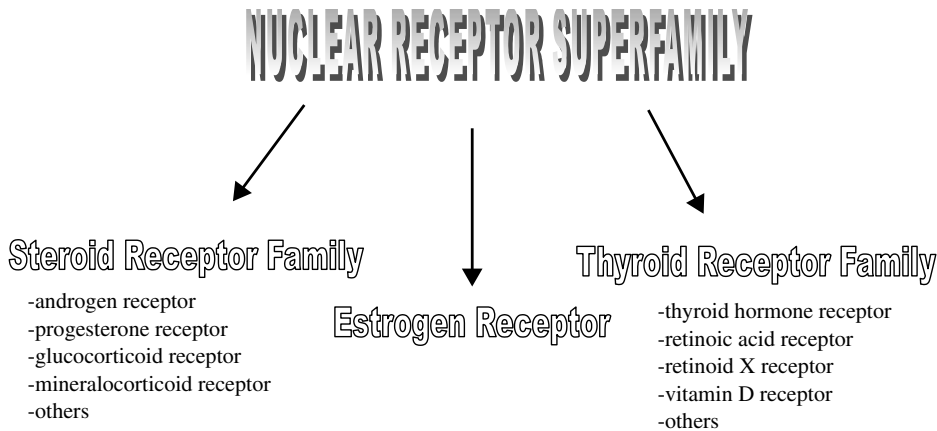 NUCLEAR RECEPTOR SUPERFAMILY
Steroid Receptor Family
-androgen receptor
-progesterone receptor
-glucocorticoid receptor
-mineralocorticoid receptor
-others
Estrogen Receptor
Thyroid Receptor Family
-thyroid hormone receptor
-retinoic acid receptor
-retinoid X receptor
-vitamin D receptor
-others